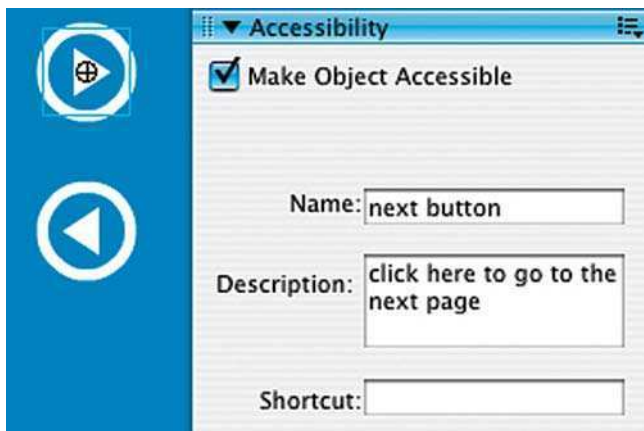 Accessibility
Make Object Accessible
Name: next button
Description: click here to go to the
next page
Shortcut: